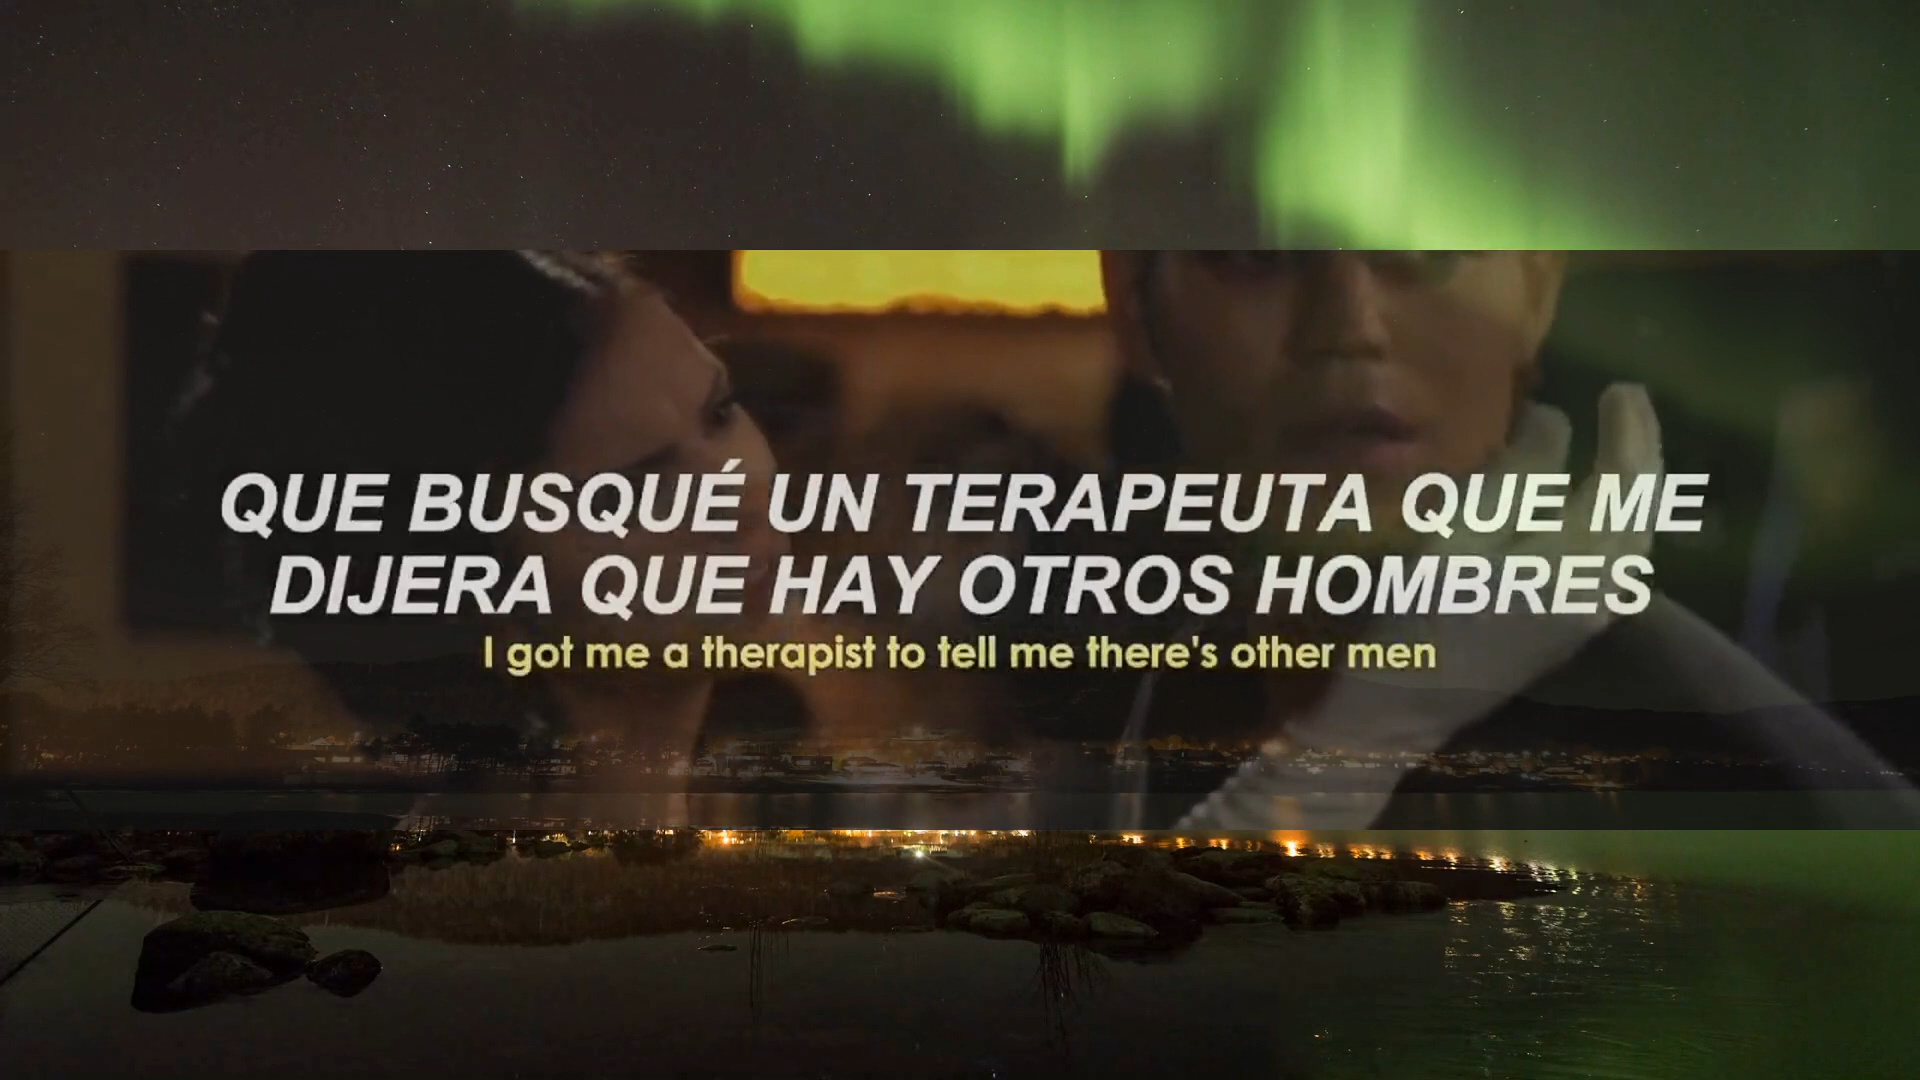 QUE BUSQUÉ UN TERAPEUTA QUE ME
DIJERA QUE HAY OTROS HOMBRES
I got me a therapist to tell me there's other men